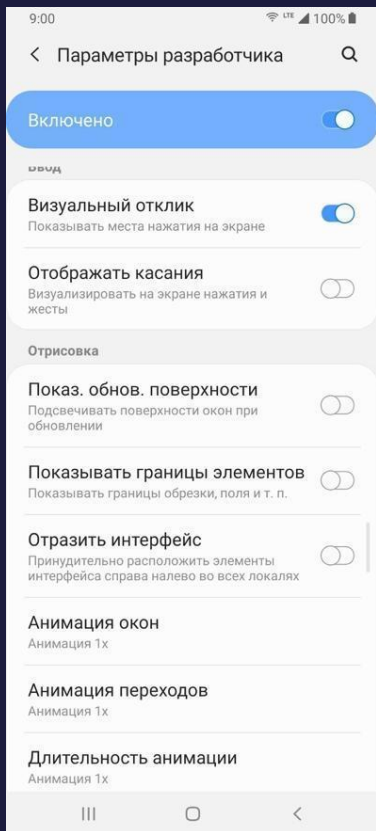 9:00 LTE 100%
Параметры разработчика
Включено
Ввод
Визуальный отклик
Показывать места нажатия на экране
Отображать касания
Визуализировать на экране нажатия и
жесты
Отрисовка
Показ. обнов. поверхности
Подсвечивать поверхности окон при
обновлении
Показывать границы элементов
Показывать границы обрезки, поля и т. п.
Отразить интерфейс
Принудительно расположить элементы
интерфейса справа налево во всех локалях
Анимация окон
Анимация 1x
Анимация переходов
Анимация 1x
Длительность анимации
Анимация 1x